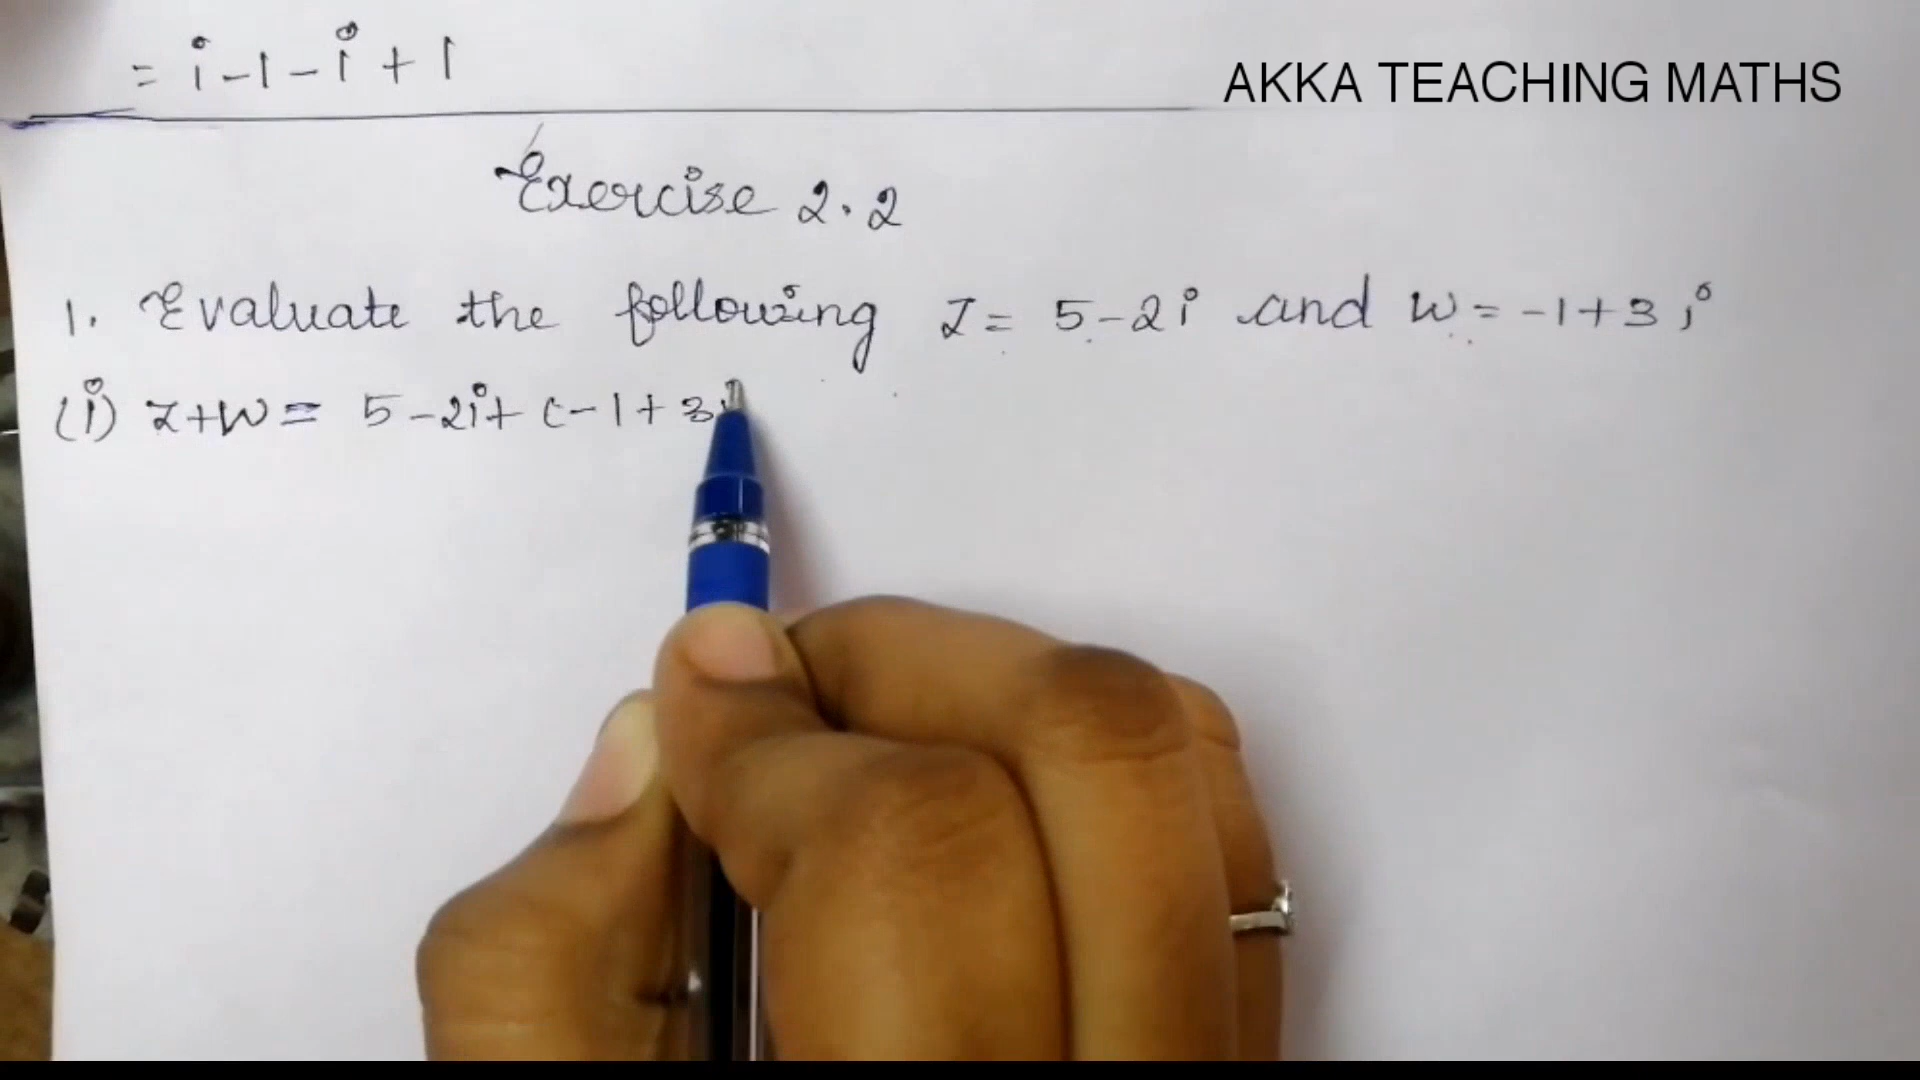 = i - 1 - i + 1
AKKA TEACHING MATHS
Exercise 2.2
1. Evaluate the following z = 5 - 2i and w = -1 + 3i
(i) z + w = 5 - 2i + (-1 + 3i